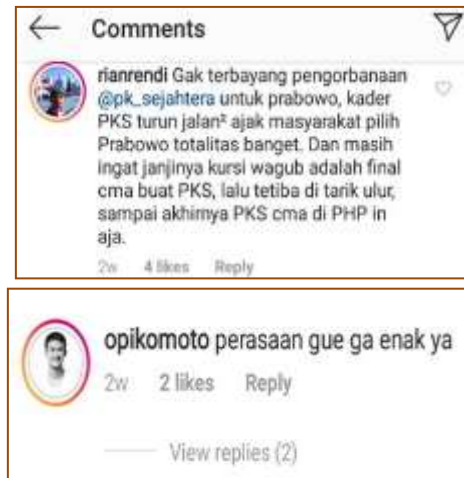 Comments
rianrendi Gak terbayang pengorbanaan
@pk_sejahtera untuk prabowo, kader
PKS turun jalan² ajak masyarakat pilih
Prabowo totalitas banget. Dan masih
ingat janjinya kursi wagub adalah final
cma buat PKS, lalu tetiba di tarik ulur,
sampai akhirnya PKS cma di PHP in
aja.
2w 4 likes Reply
opikomoto perasaan gue ga enak ya
2w 2 likes Reply
View replies (2)